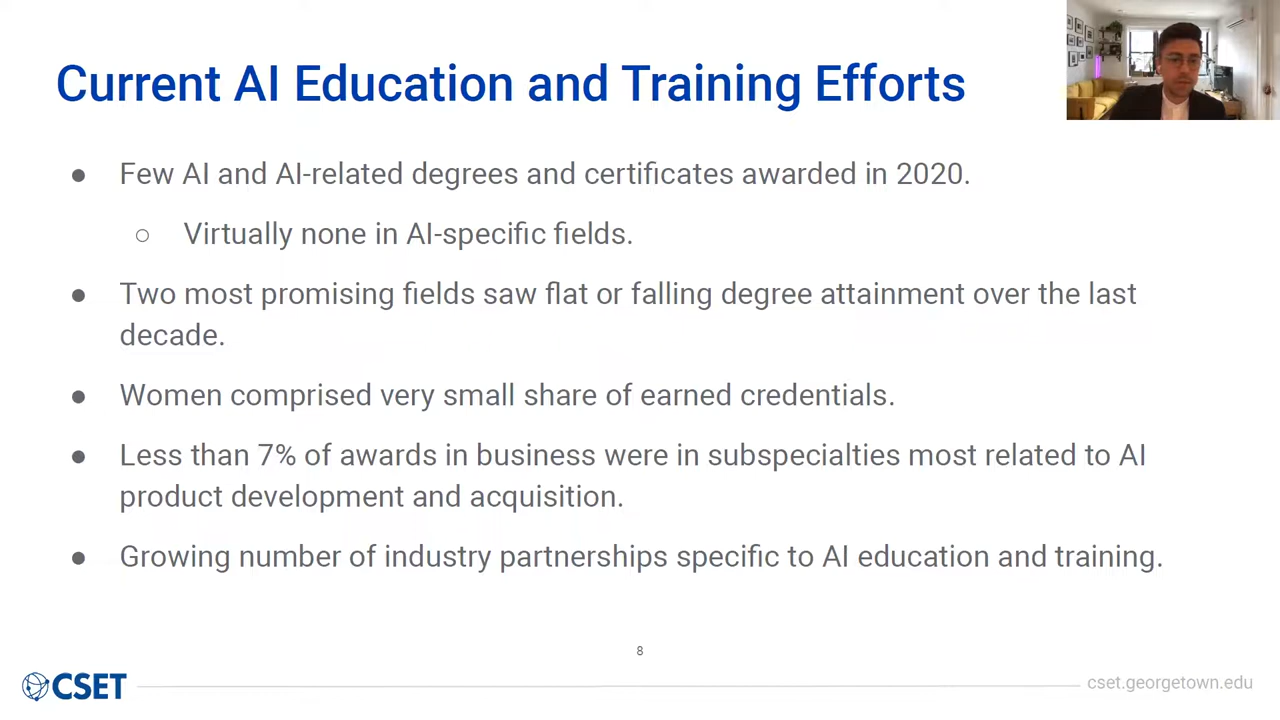 Current AI Education and Training Efforts
● Few AI and AI-related degrees and certificates awarded in 2020.
○ Virtually none in AI-specific fields.
● Two most promising fields saw flat or falling degree attainment over the last
decade.
● Women comprised very small share of earned credentials.
● Less than 7% of awards in business were in subspecialties most related to AI
product development and acquisition.
● Growing number of industry partnerships specific to AI education and training.
8
CSET
cset.georgetown.edu